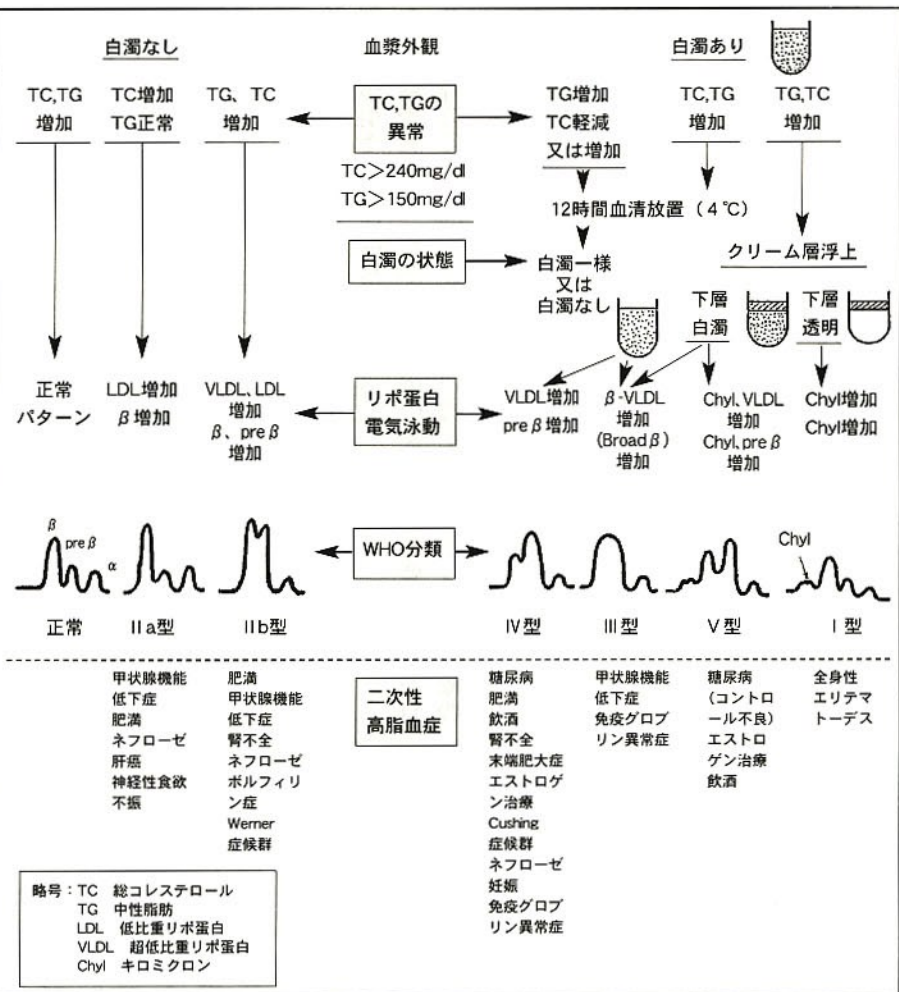 白濁なし
血漿外観
白濁あり
TC,TG
増加
TC増加
TG正常
TG、TC
増加
TC,TGの
異常
TC>240mg/dl
TG>150mg/dl
TG増加
TC軽減
又は増加
TC,TG
増加
TG,TC
増加
12時間血清放置(4℃)
白濁の状態
白濁一様
又は
白濁なし
クリーム層浮上
下層
白濁
下層
透明
正常
パターン
LDL増加
β増加
VLDL、LDL
増加
β、preβ
増加
リポ蛋白
電気泳動
VLDL増加
preβ増加
β-VLDL
増加
(Broadβ)
増加
Chyl、VLDL
増加
Chyl、preβ
増加
Chyl増加
Chyl増加
β
preβ
α
WHO分類
Chyl
正常
IIa型
IIb型
IV型
III型
V型
I型
甲状腺機能
低下症
肥満
ネフローゼ
肝癌
神経性食欲
不振
肥満
甲状腺機能
低下症
腎不全
ネフローゼ
ポルフィリ
ン症
Werner
症候群
二次性
高脂血症
糖尿病
肥満
飲酒
腎不全
末端肥大症
エストロゲ
ン治療
Cushing
症候群
ネフローゼ
妊娠
免疫グロブ
リン異常症
甲状腺機能
低下症
免疫グロブ
リン異常症
糖尿病
(コントロ
ール不良)
エストロ
ゲン治療
飲酒
全身性
エリテマ
トーデス
略号:TC 総コレステロール
TG 中性脂肪
LDL 低比重リポ蛋白
VLDL 超低比重リポ蛋白
Chyl キロミクロン